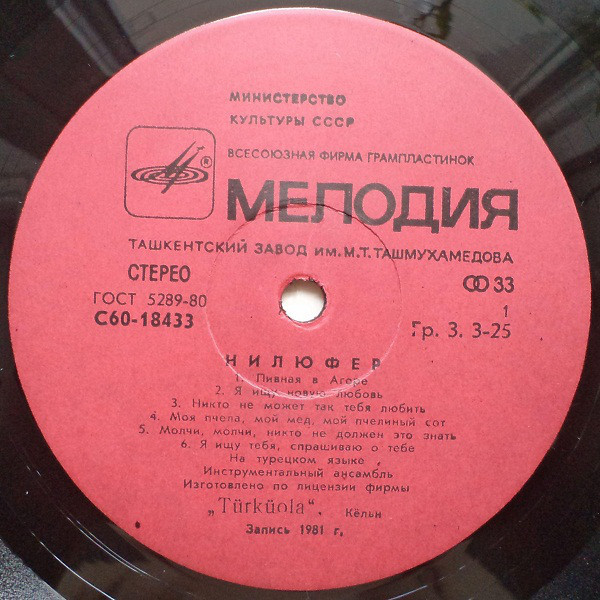 МИНИСТЕРСТВО
КУЛЬТУРЫ СССР
ВСЕСОЮЗНАЯ ФИРМА ГРАМПЛАСТИНОК
®
МЕЛОДИЯ
ТАШКЕНТСКИЙ ЗАВОД ИМ. М. Т. ТАШМУХАМЕДОВА
СТЕРЕО
33
ГОСТ 5289-80
1
С60-18433
Гр. 3. 3-25
НИЛЮФЕР
1. Пивная в Агоре
2. Я ищу новую любовь
3. Никто не может так тебя любить
4. Моя пчела, мой мед, мой пчелиный сот
5. Молчи, молчи, никто не должен это знать
6. Я ищу тебя, спрашиваю о тебе
На турецком языке
Инструментальный ансамбль
Изготовлено по лицензии фирмы
„Türküola“, Кёльн
Запись 1981 г.